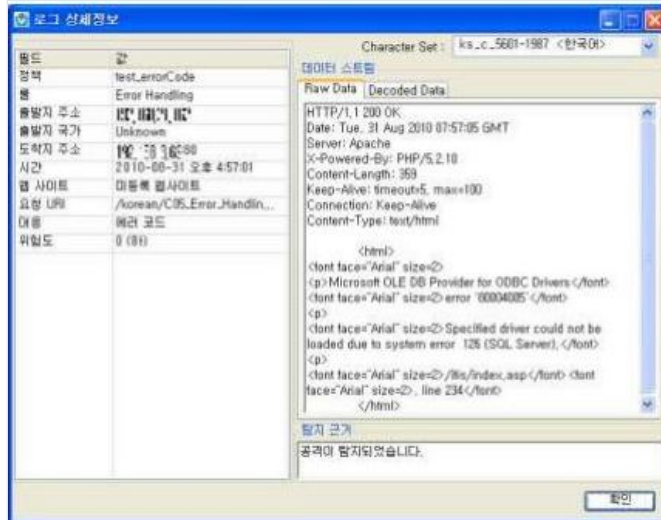 로그 상세정보
필드 값
정책 test_errorCode
룰 Error Handling
출발지 주소
출발지 국가 Unknown
도착지 주소
시간 2010-08-31 오후 4:57:01
웹 사이트 미등록 웹사이트
요청 URI /korean/C05_Error_Handlin...
대응 에러 코드
위험도 0 (하)
Character Set : ks_c_5601-1987 <한국어>
데이터 스트림
Raw Data Decoded Data
HTTP/1.1 200 OK
Date: Tue, 31 Aug 2010 07:57:05 GMT
Server: Apache
X-Powered-By: PHP/5.2.10
Content-Length: 359
Keep-Alive: timeout=5, max=100
Connection: Keep-Alive
Content-Type: text/html
<html>
<font face="Arial" size=2>
<p>Microsoft OLE DB Provider for ODBC Drivers</font>
<font face="Arial" size=2> error '80004005'</font>
<p>
<font face="Arial" size=2>Specified driver could not be
loaded due to system error 126 (SQL Server).</font>
<p>
<font face="Arial" size=2>/index.asp</font> <font
face="Arial" size=2>, line 234</font>
</html>
탐지 근거
공격이 탐지되었습니다.
확인